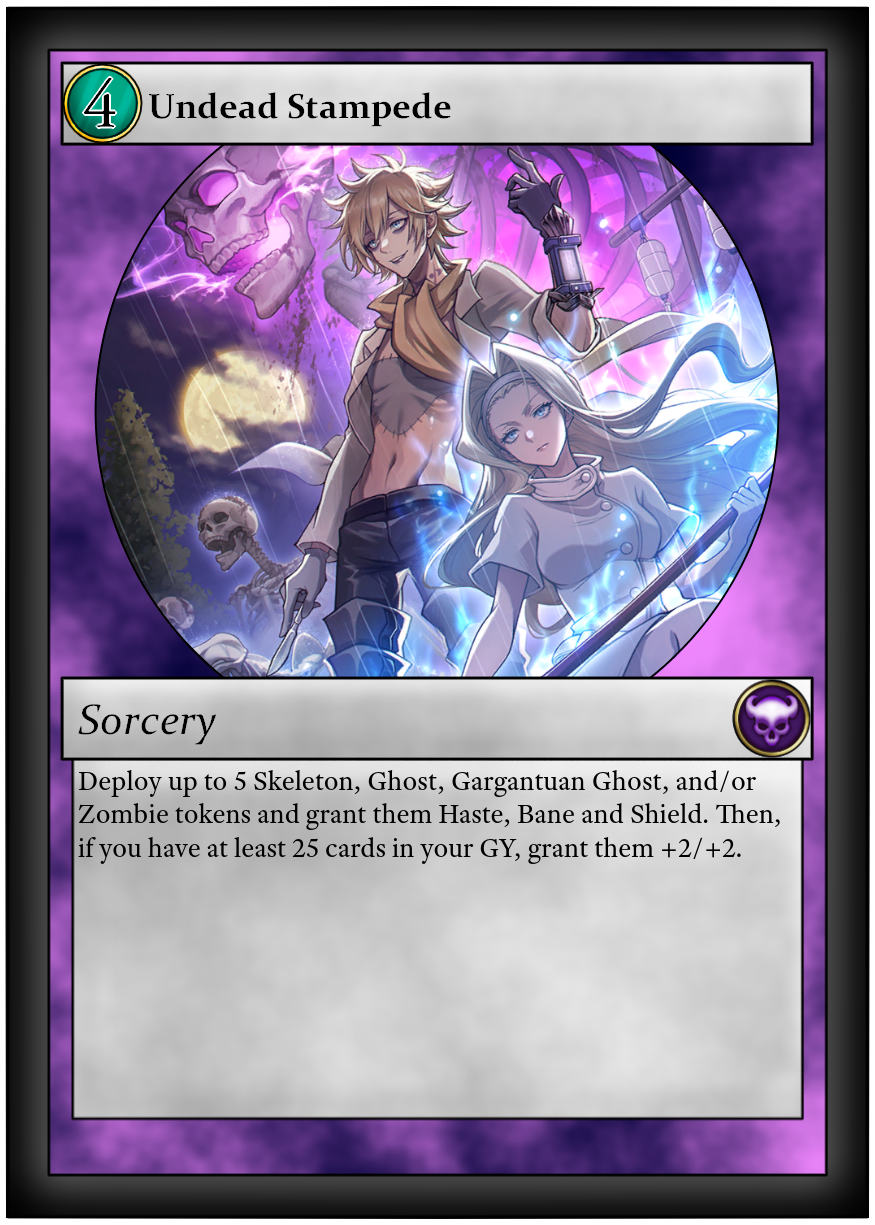 4 Undead Stampede
Sorcery
Deploy up to 5 Skeleton, Ghost, Gargantuan Ghost, and/or
Zombie tokens and grant them Haste, Bane and Shield. Then,
if you have at least 25 cards in your GY, grant them +2/+2.